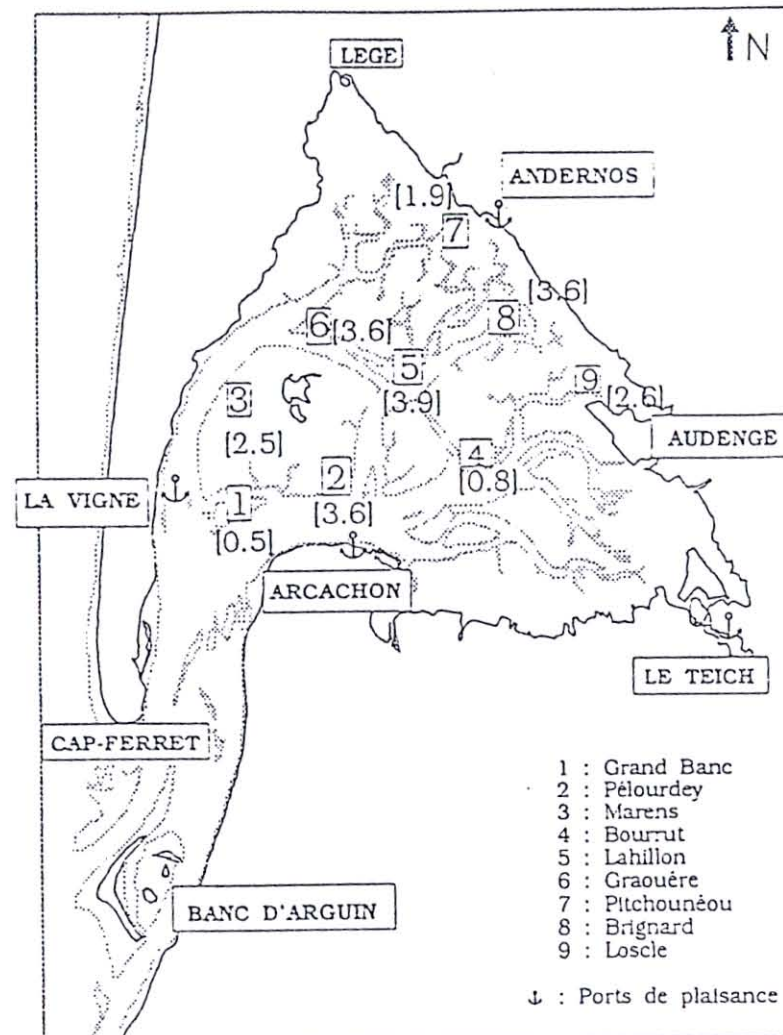 N
LEGE
ANDERNOS
[1.9]
7
[3.6]
8
6
[3.6]
5
9
3
[3.9]
[2.6]
[2.5]
4
AUDENGE
2
[0.8]
LA VIGNE
1
[3.6]
[0.5]
ARCACHON
LE TEICH
CAP-FERRET
1 : Grand Banc
2 : Pélourdey
3 : Marens
4 : Bourrut
5 : Lahillon
6 : Graouère
7 : Pitchounéou
8 : Brignard
9 : Loscle
BANC D'ARGUIN
: Ports de plaisance